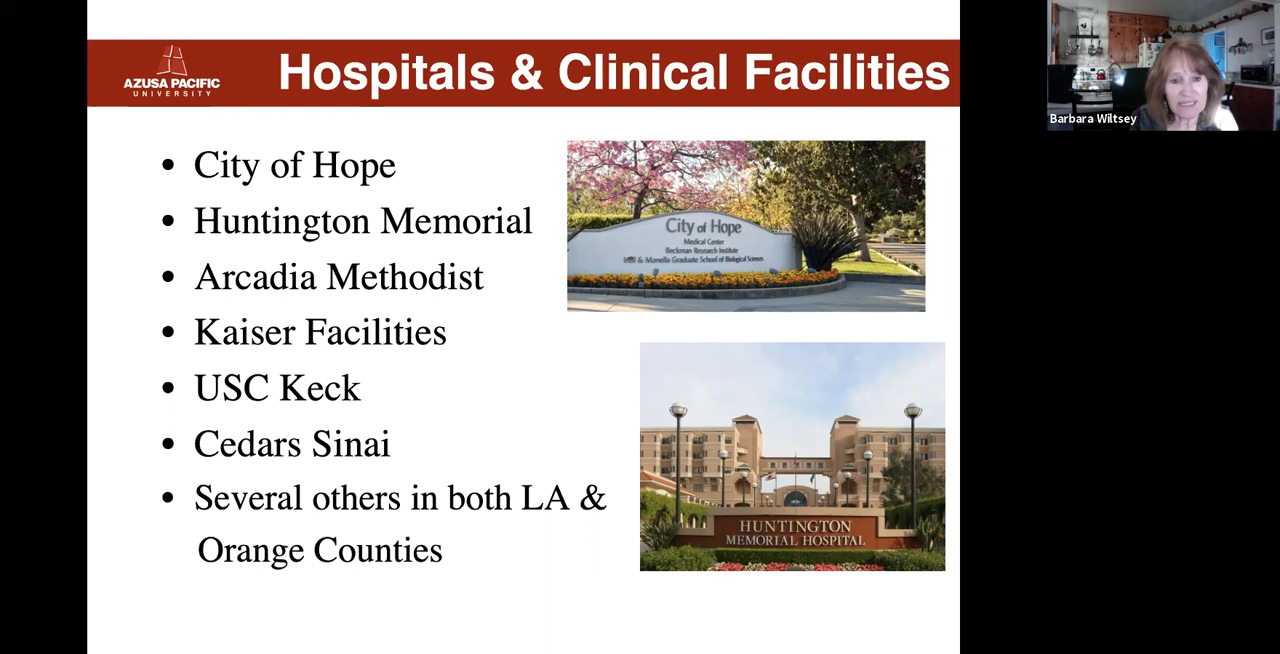 AZUSA PACIFIC
UNIVERSITY
Hospitals & Clinical Facilities
Barbara Wiltsey
• City of Hope
• Huntington Memorial
• Arcadia Methodist
• Kaiser Facilities
• USC Keck
• Cedars Sinai
• Several others in both LA &
Orange Counties
City of Hope
Medical Center
Beckman Research Institute
& Manella Graduate School of Biological Sciences
HUNTINGTON
MEMORIAL HOSPITAL